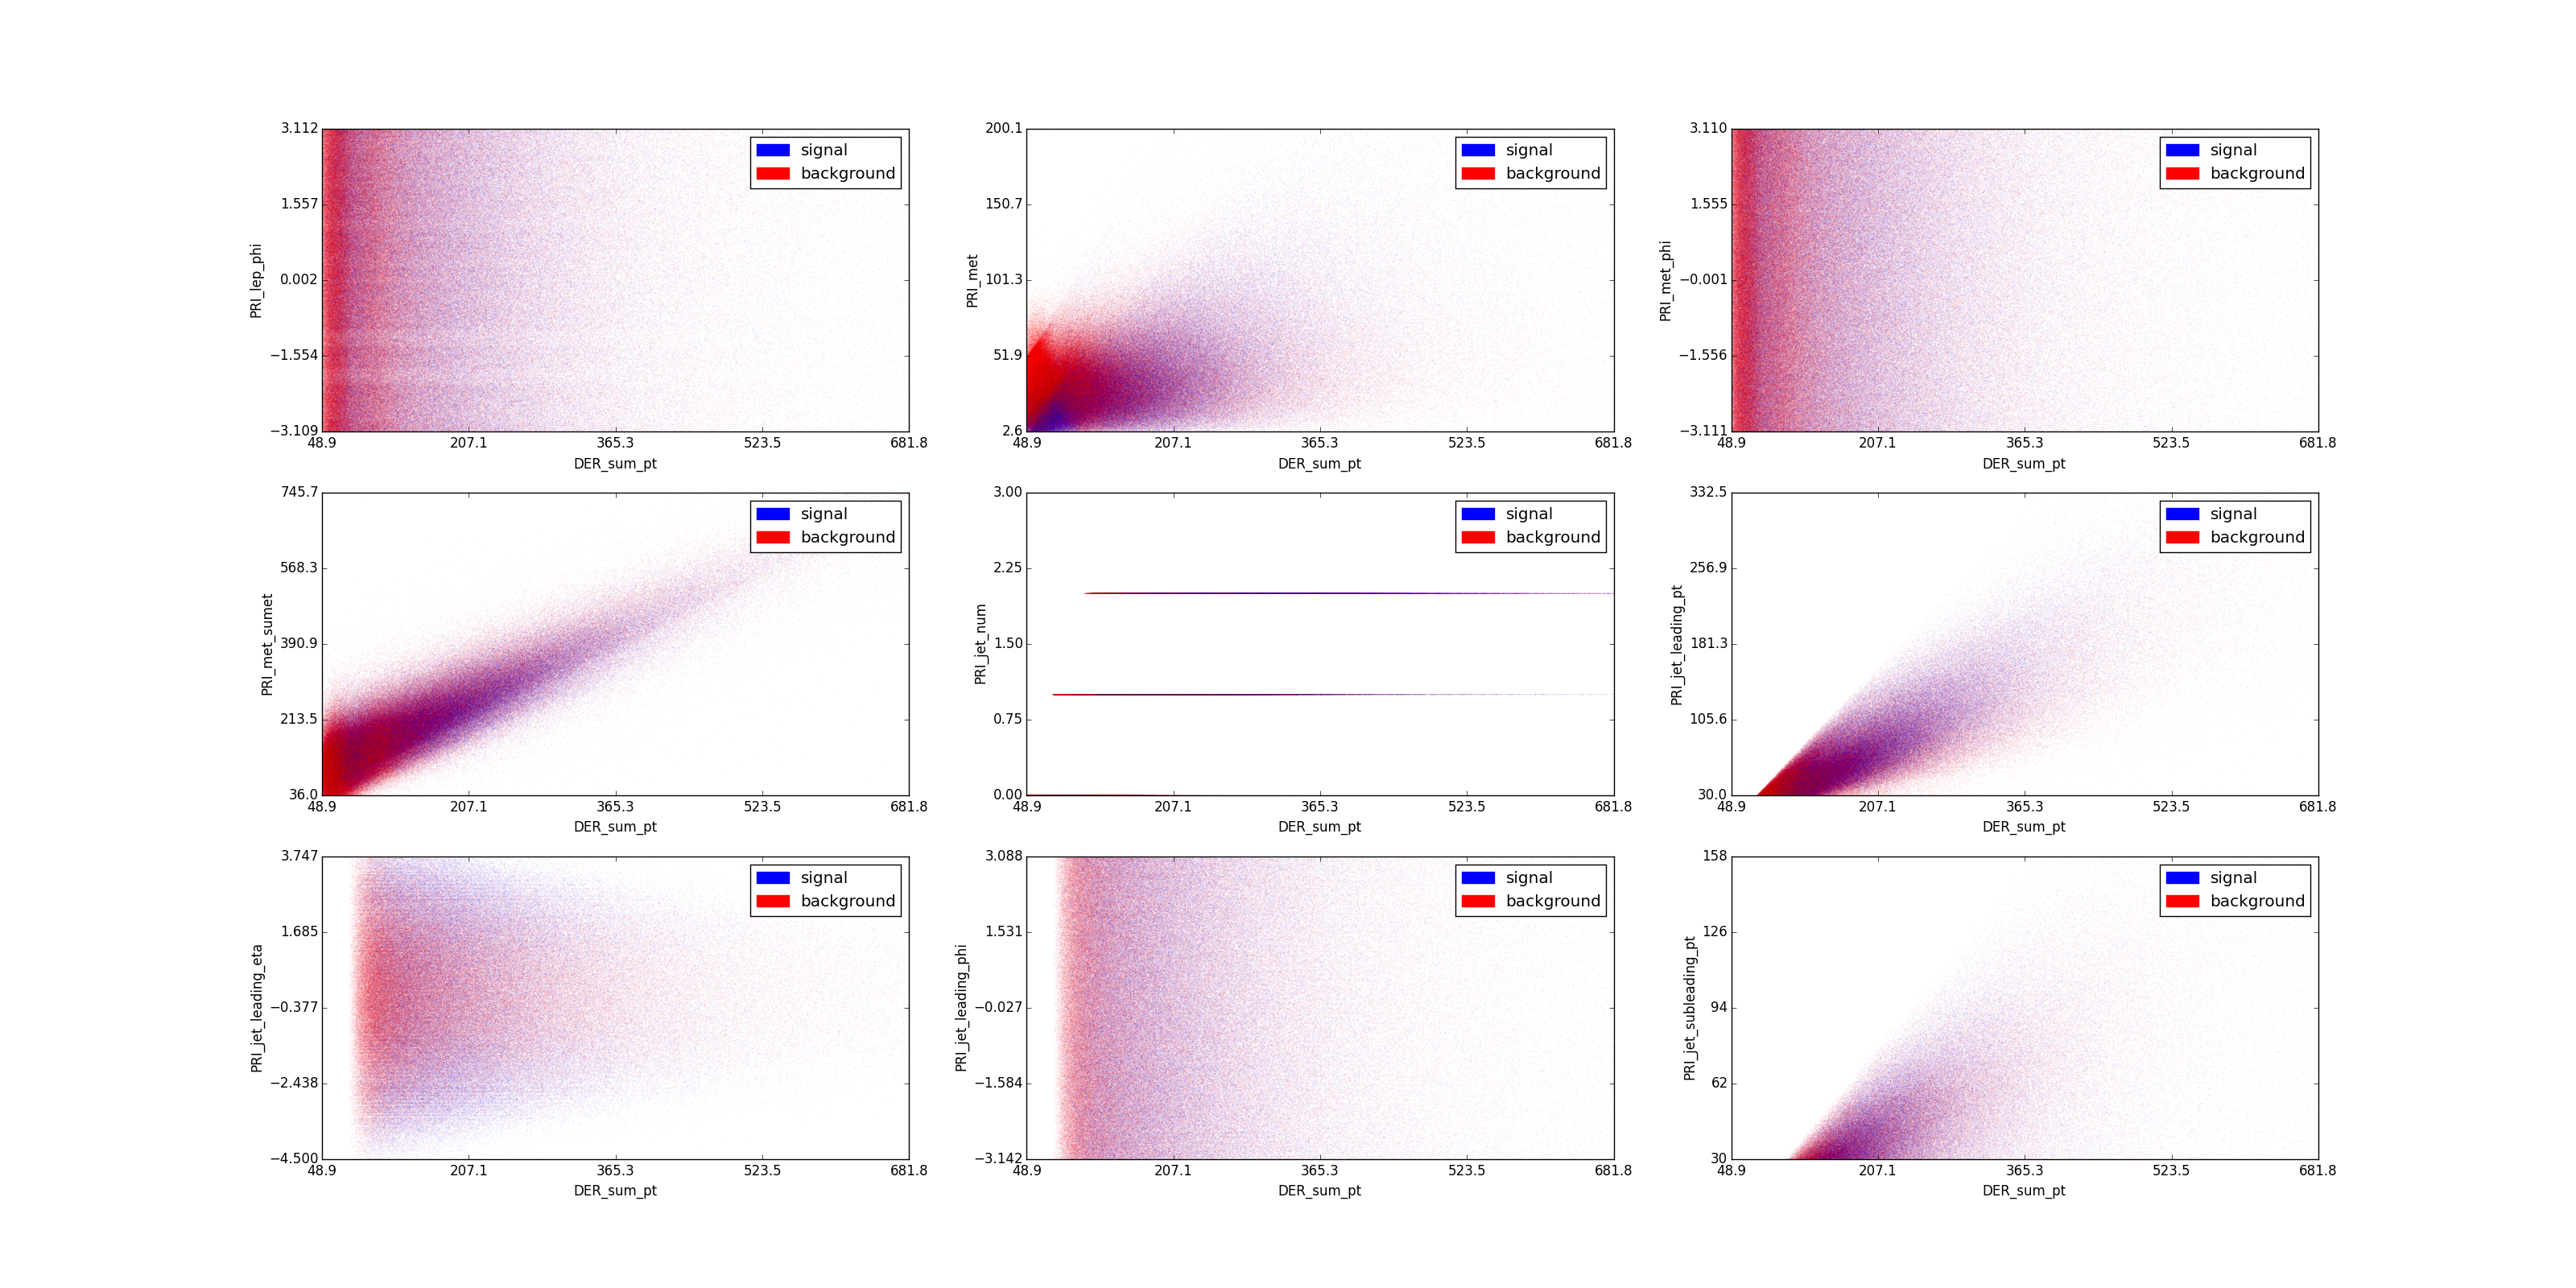 3.112
1.557
0.002
−1.554
−3.109
PRI_lep_phi
48.9 207.1 365.3 523.5 681.8
DER_sum_pt
signal
background
200.1
150.7
101.3
51.9
2.6
PRI_met
48.9 207.1 365.3 523.5 681.8
DER_sum_pt
signal
background
3.110
1.555
−0.001
−1.556
−3.111
PRI_met_phi
48.9 207.1 365.3 523.5 681.8
DER_sum_pt
signal
background
745.7
568.3
390.9
213.5
36.0
PRI_met_sumet
48.9 207.1 365.3 523.5 681.8
DER_sum_pt
signal
background
3.00
2.25
1.50
0.75
0.00
PRI_jet_num
48.9 207.1 365.3 523.5 681.8
DER_sum_pt
signal
background
332.5
256.9
181.3
105.6
30.0
PRI_jet_leading_pt
48.9 207.1 365.3 523.5 681.8
DER_sum_pt
signal
background
3.747
1.685
−0.377
−2.438
−4.500
PRI_jet_leading_eta
48.9 207.1 365.3 523.5 681.8
DER_sum_pt
signal
background
3.088
1.531
−0.027
−1.584
−3.142
PRI_jet_leading_phi
48.9 207.1 365.3 523.5 681.8
DER_sum_pt
signal
background
158
126
94
62
30
PRI_jet_subleading_pt
48.9 207.1 365.3 523.5 681.8
DER_sum_pt
signal
background